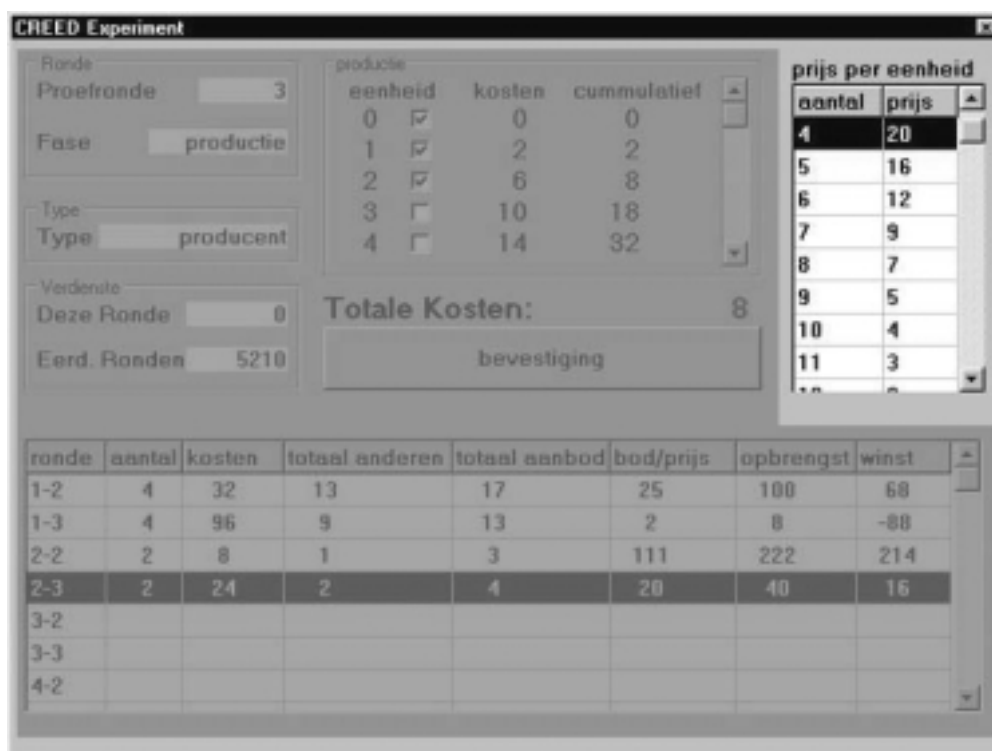 CREED Experiment
Ronde
Proefronde 3
Fase productie
Type
Type producent
Verdienste
Deze Ronde 0
Eerd. Ronden 5210
productie
eenheid kosten cummulatief
0 0 0
1 2 2
2 6 8
3 10 18
4 14 32
Totale Kosten: 8
bevestiging
prijs per eenheid
aantal prijs
4 20
5 16
6 12
7 9
8 7
9 5
10 4
11 3
ronde aantal kosten totaal anderen totaal aanbod bod/prijs opbrengst winst
1-2 4 32 13 17 25 100 68
1-3 4 96 9 13 2 8 -88
2-2 2 8 1 3 111 222 214
2-3 2 24 2 4 20 40 16
3-2
3-3
4-2